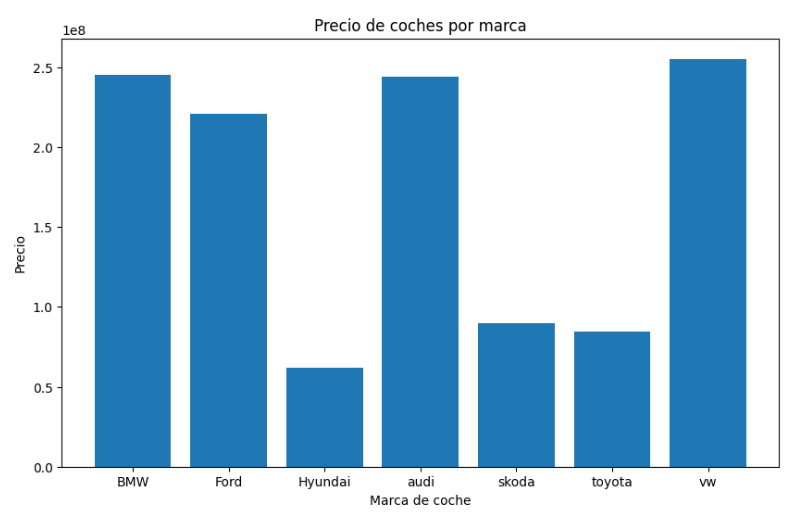 Precio de coches por marca
1e8
2.5
2.0
1.5
1.0
0.5
0.0
Precio
BMW Ford Hyundai audi skoda toyota vw
Marca de coche